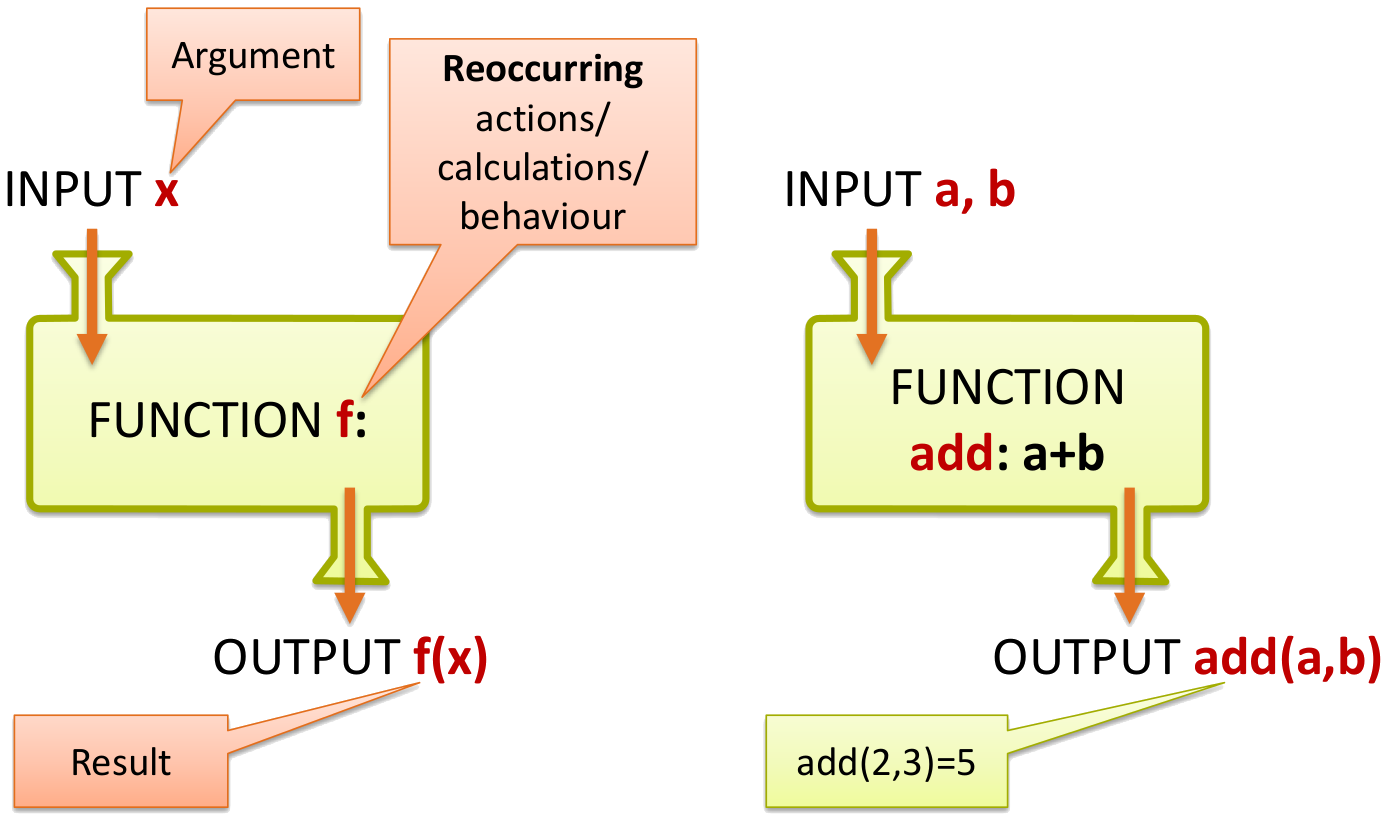 Argument
Reoccurring
actions/
calculations/
behaviour
INPUT x
FUNCTION f:
OUTPUT f(x)
Result
INPUT a, b
FUNCTION
add: a+b
OUTPUT add(a,b)
add(2,3)=5